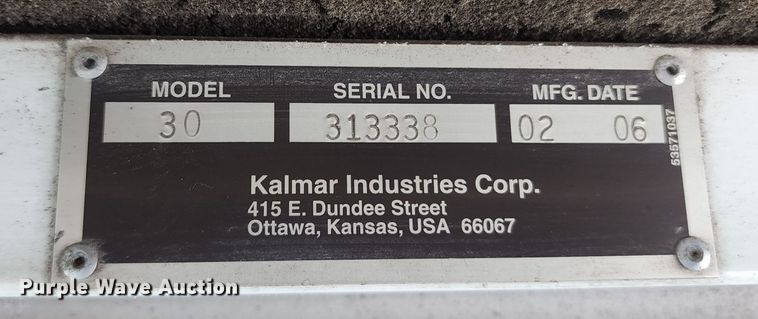 MODEL SERIAL NO. MFG. DATE
30 313338 02 06
53571037
Kalmar Industries Corp.
415 E. Dundee Street
Ottawa, Kansas, USA 66067
Purple Wave Auction